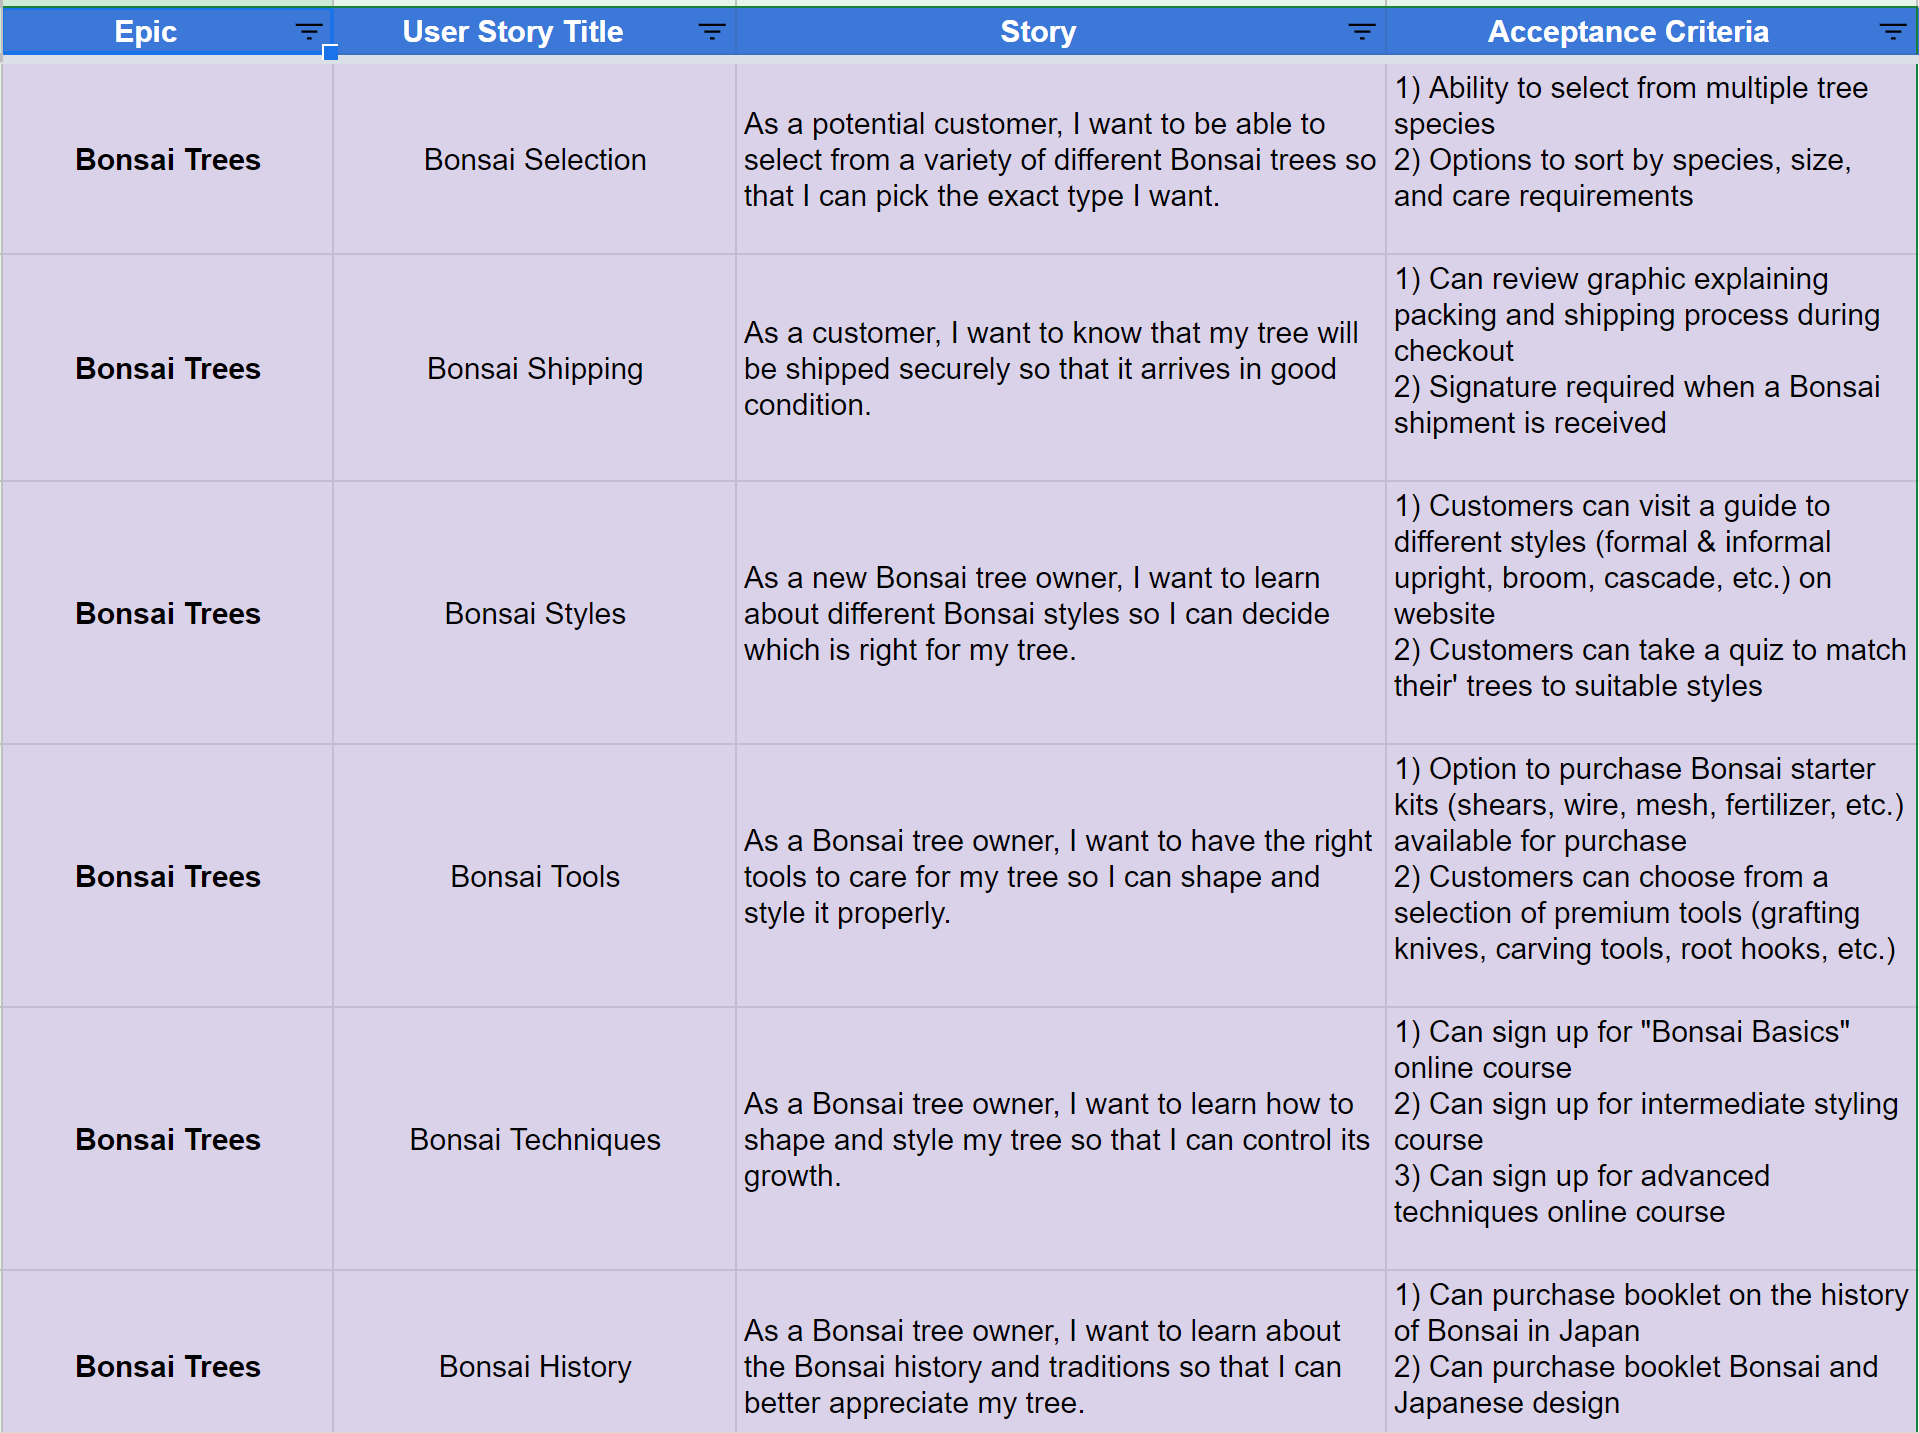 Epic User Story Title Story Acceptance Criteria
Bonsai Trees
Bonsai Selection
As a potential customer, I want to be able to
select from a variety of different Bonsai trees so
that I can pick the exact type I want.
1) Ability to select from multiple tree
species
2) Options to sort by species, size,
and care requirements
Bonsai Trees
Bonsai Shipping
As a customer, I want to know that my tree will
be shipped securely so that it arrives in good
condition.
1) Can review graphic explaining
packing and shipping process during
checkout
2) Signature required when a Bonsai
shipment is received
Bonsai Trees
Bonsai Styles
As a new Bonsai tree owner, I want to learn
about different Bonsai styles so I can decide
which is right for my tree.
1) Customers can visit a guide to
different styles (formal & informal
upright, broom, cascade, etc.) on
website
2) Customers can take a quiz to match
their' trees to suitable styles
Bonsai Trees
Bonsai Tools
As a Bonsai tree owner, I want to have the right
tools to care for my tree so I can shape and
style it properly.
1) Option to purchase Bonsai starter
kits (shears, wire, mesh, fertilizer, etc.)
available for purchase
2) Customers can choose from a
selection of premium tools (grafting
knives, carving tools, root hooks, etc.)
Bonsai Trees
Bonsai Techniques
As a Bonsai tree owner, I want to learn how to
shape and style my tree so that I can control its
growth.
1) Can sign up for "Bonsai Basics"
online course
2) Can sign up for intermediate styling
course
3) Can sign up for advanced
techniques online course
Bonsai Trees
Bonsai History
As a Bonsai tree owner, I want to learn about
the Bonsai history and traditions so that I can
better appreciate my tree.
1) Can purchase booklet on the history
of Bonsai in Japan
2) Can purchase booklet Bonsai and
Japanese design